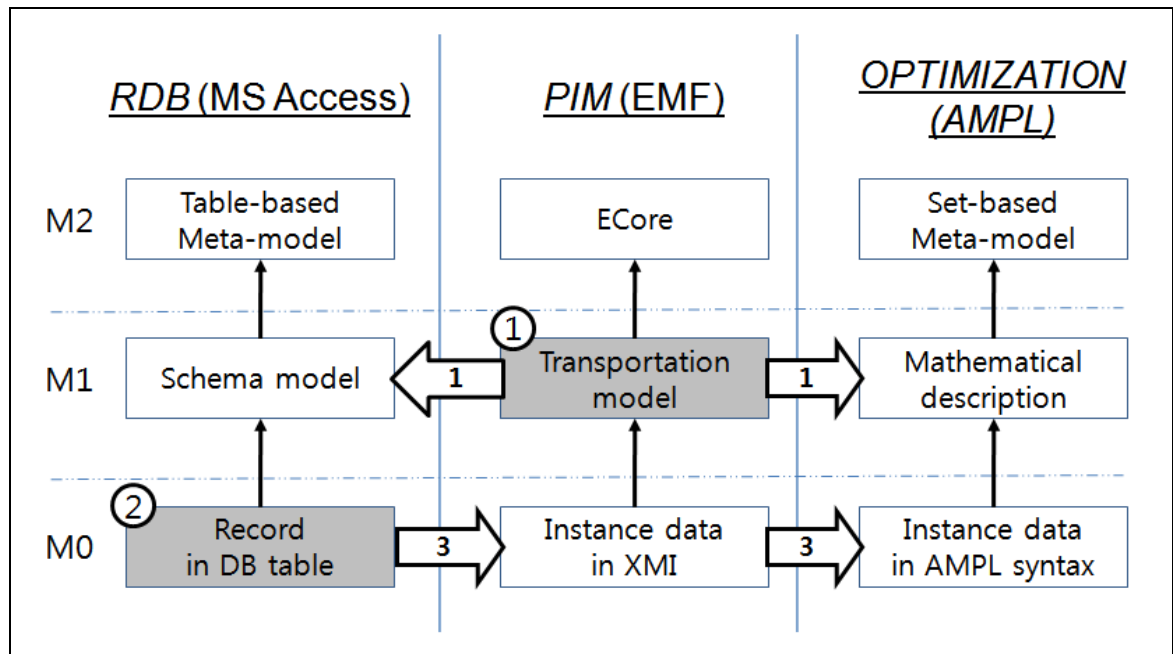 RDB (MS Access)
PIM (EMF)
OPTIMIZATION
(AMPL)
M2
Table-based
Meta-model
ECore
Set-based
Meta-model
M1
Schema model
1
1
Transportation
model
1
Mathematical
description
M0
2
Record
in DB table
3
Instance data
in XMI
3
Instance data
in AMPL syntax